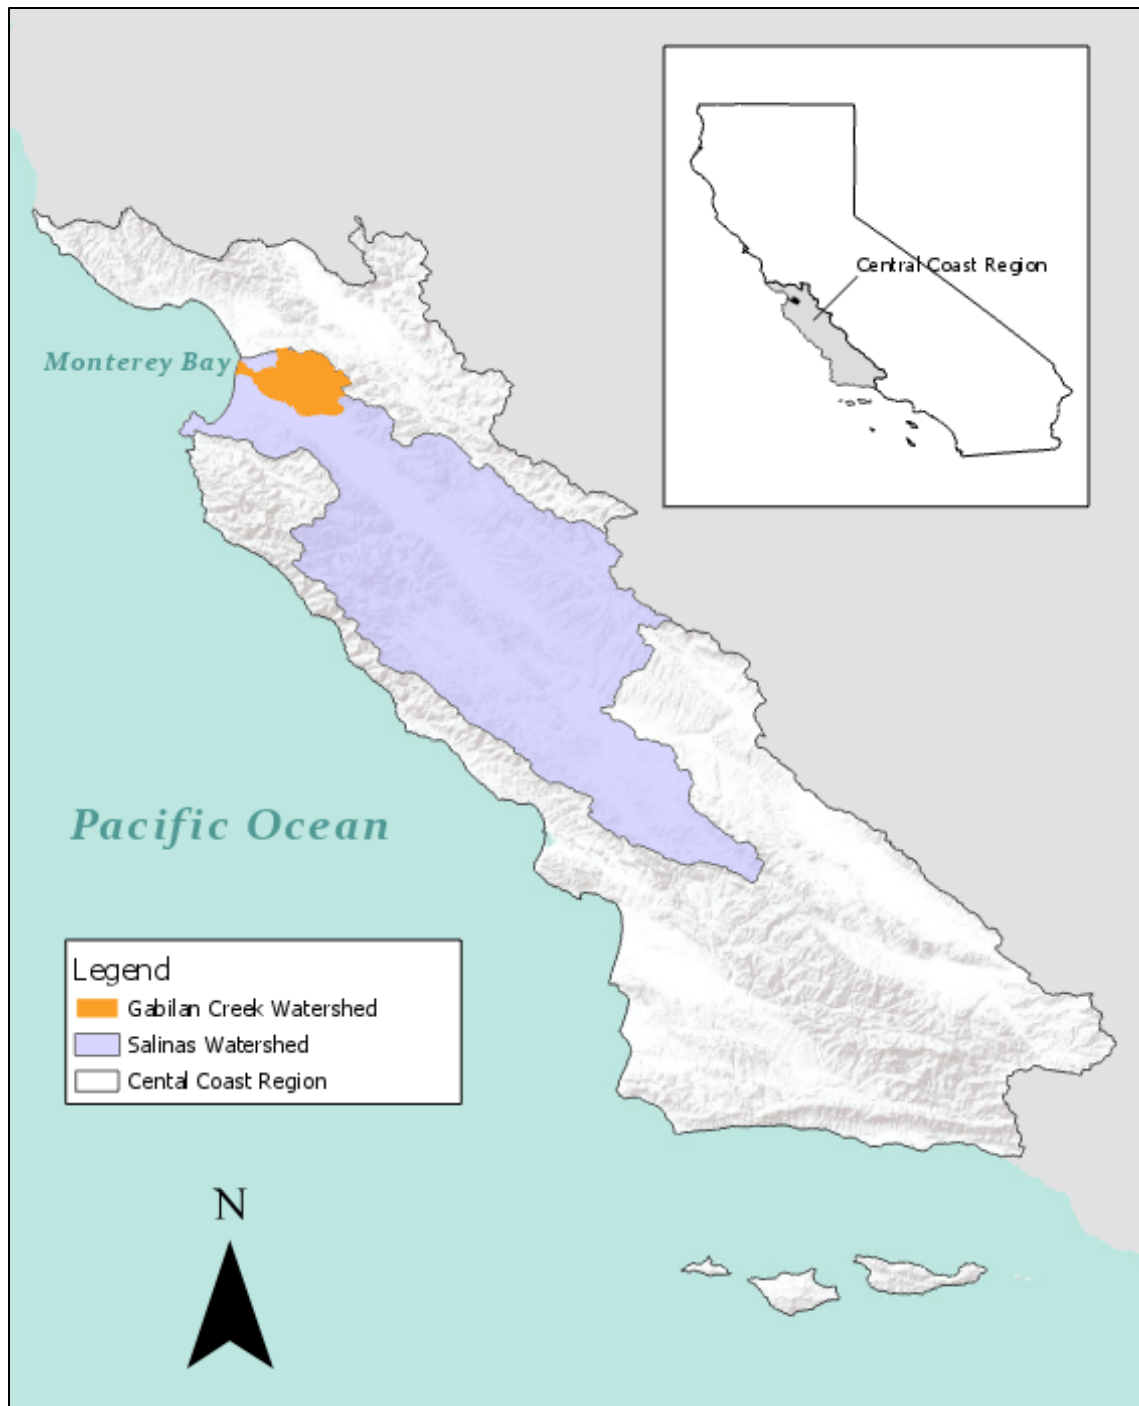 Central Coast Region
Monterey Bay
Pacific Ocean
Legend
Gabilan Creek Watershed
Salinas Watershed
Cental Coast Region
N